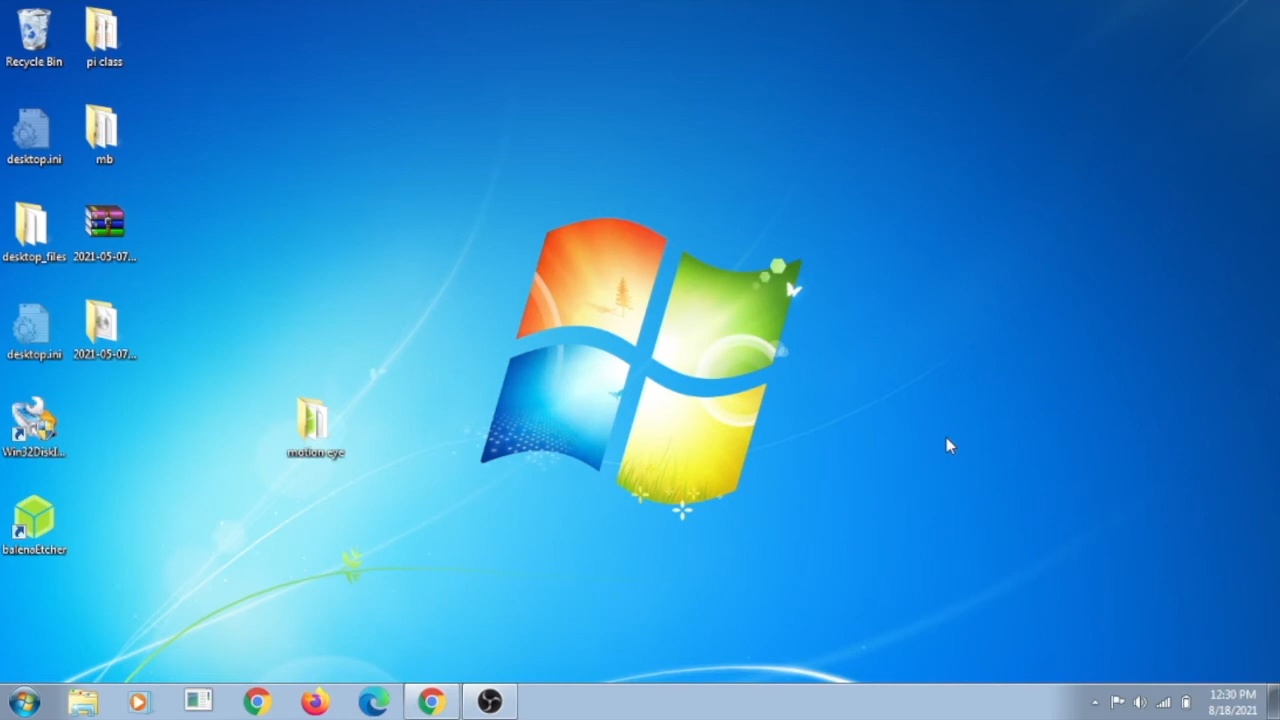 Recycle Bin
pi class
desktop.ini
mb
desktop_files
2021-05-07...
desktop.ini
2021-05-07...
Win32DiskI...
motion eye
balenaEtcher
12:30 PM
8/18/2021